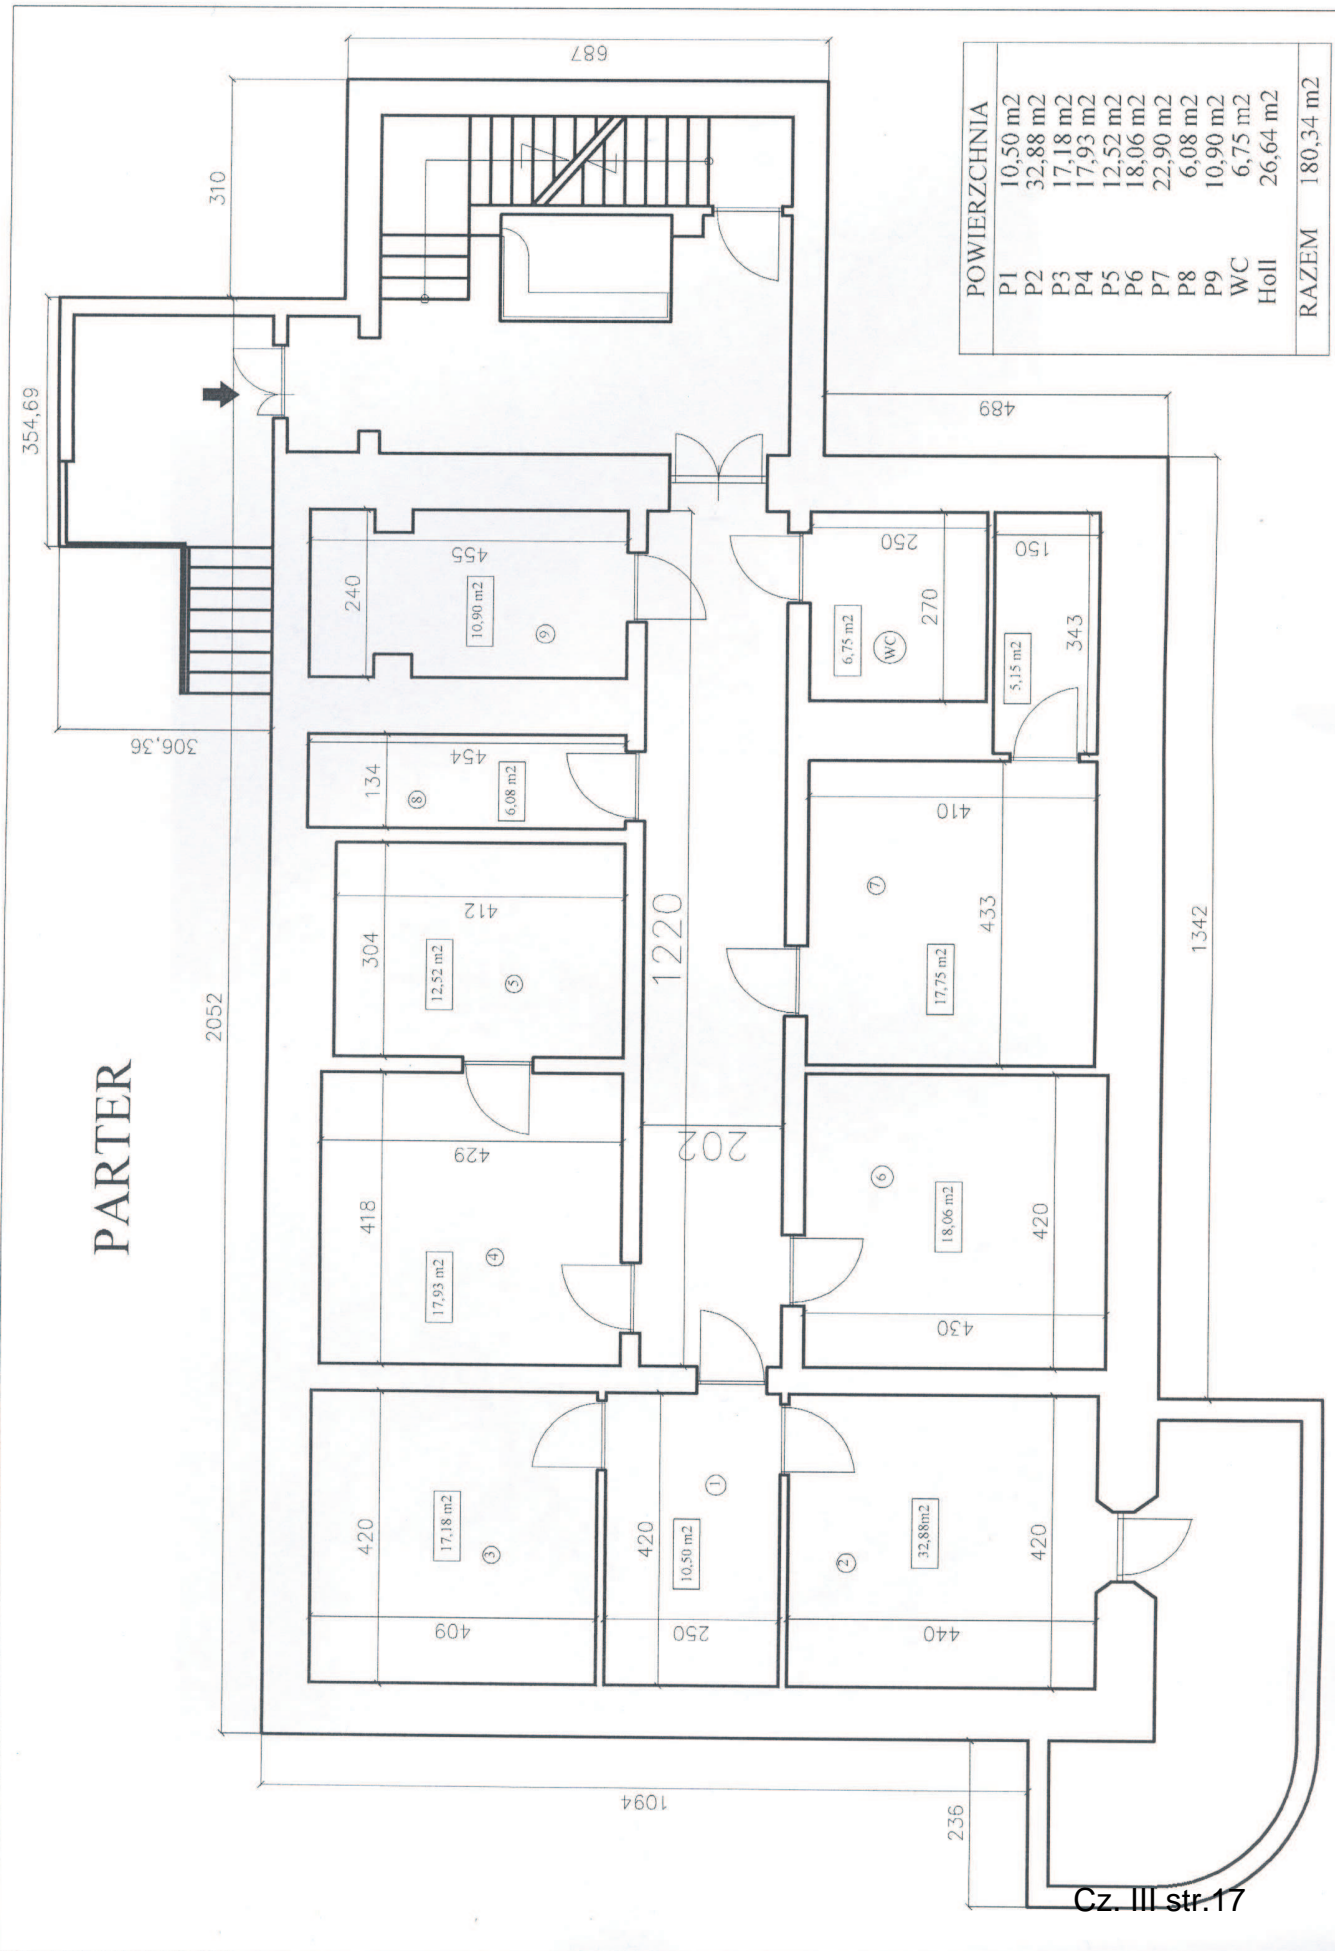 PARTER
354,69
310
687
306,36
2052
489
1342
1094
236
POWIERZCHNIA
P1 10,50 m2
P2 32,88 m2
P3 17,18 m2
P4 17,93 m2
P5 12,52 m2
P6 18,06 m2
P7 22,90 m2
P8 6,08 m2
P9 10,90 m2
WC 6,75 m2
Holl 26,64 m2
RAZEM 180,34 m2
420
17,18 m2
3
409
418
17,93 m2
4
429
304
12,52 m2
5
412
134
8
6,08 m2
454
240
10,90 m2
9
455
1220
202
420
10,50 m2
1
250
2
32,88m2
420
440
6
18,06 m2
420
430
7
17,75 m2
433
410
6,75 m2
WC
270
250
5,15 m2
343
150
Cz. III str.17